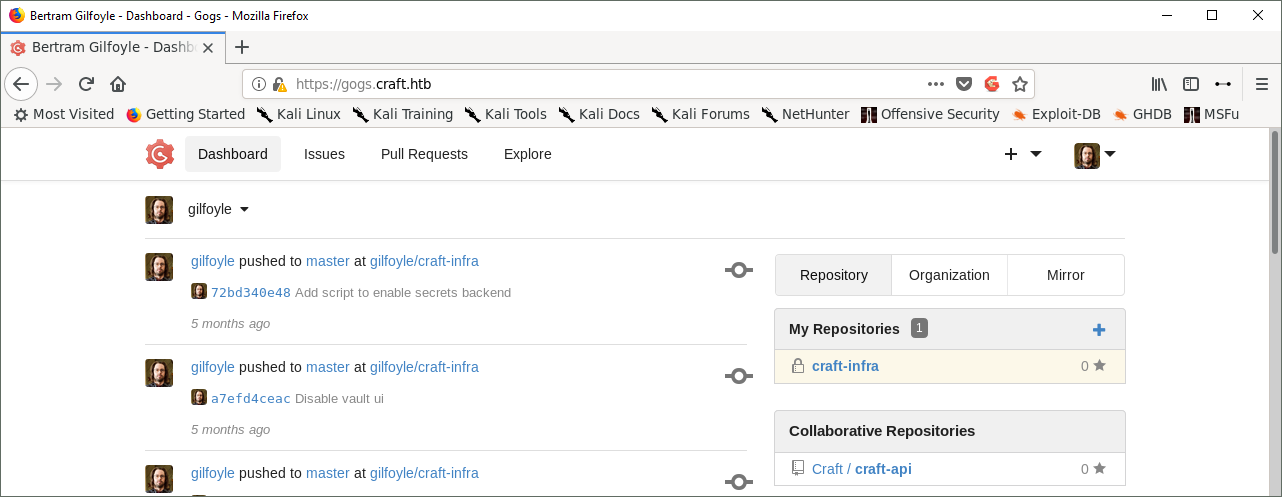 Bertram Gilfoyle - Dashboard - Gogs - Mozilla Firefox
Bertram Gilfoyle - Dashb
https://gogs.craft.htb
Most Visited Getting Started Kali Linux Kali Training Kali Tools Kali Docs Kali Forums NetHunter Offensive Security Exploit-DB GHDB MSFu
Dashboard Issues Pull Requests Explore
gilfoyle
gilfoyle pushed to master at gilfoyle/craft-infra
72bd340e48 Add script to enable secrets backend
5 months ago
gilfoyle pushed to master at gilfoyle/craft-infra
a7efd4ceac Disable vault ui
5 months ago
gilfoyle pushed to master at gilfoyle/craft-infra
Repository Organization Mirror
My Repositories 1
craft-infra 0
Collaborative Repositories
Craft / craft-api 0